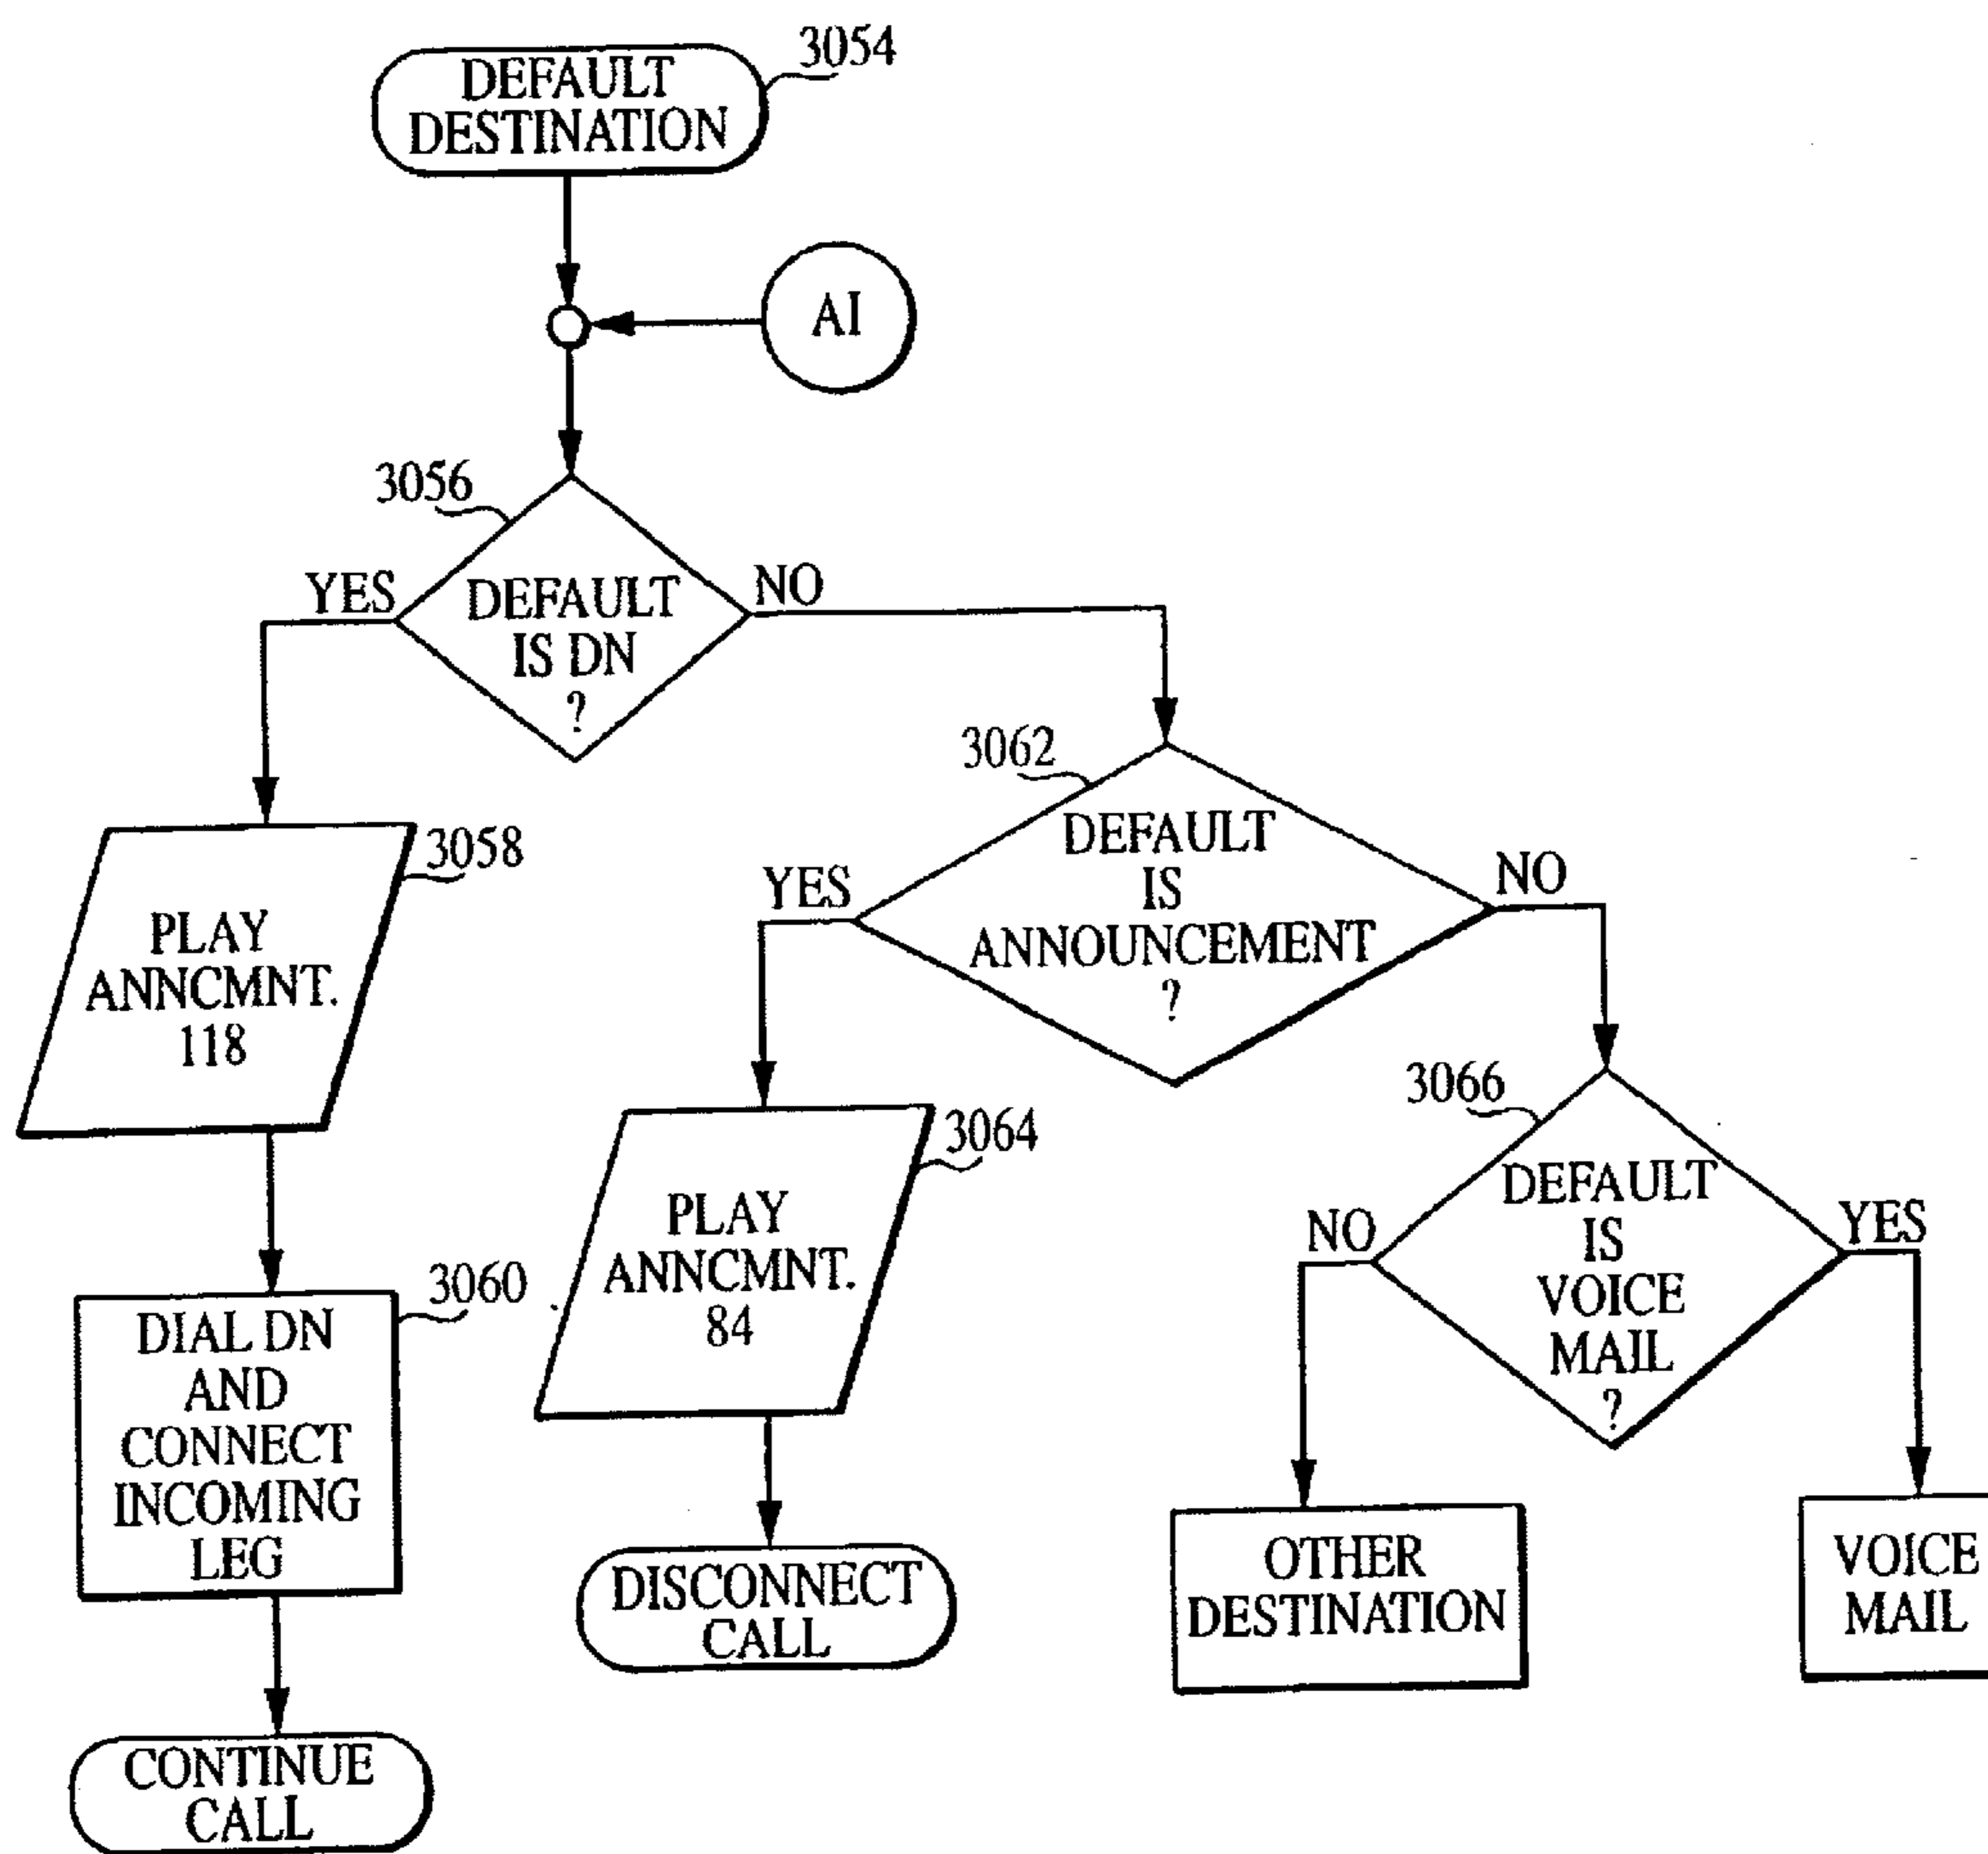 3054
DEFAULT
DESTINATION
AI
3056
YES
NO
DEFAULT
IS DN
?
3062
DEFAULT
IS
ANNOUNCEMENT
?
YES
NO
3058
PLAY
ANNCMNT.
118
3064
PLAY
ANNCMNT.
84
3066
DEFAULT
IS
VOICE
MAIL
?
NO
YES
3060
DIAL DN
AND
CONNECT
INCOMING
LEG
DISCONNECT
CALL
OTHER
DESTINATION
VOICE
MAIL
CONTINUE
CALL